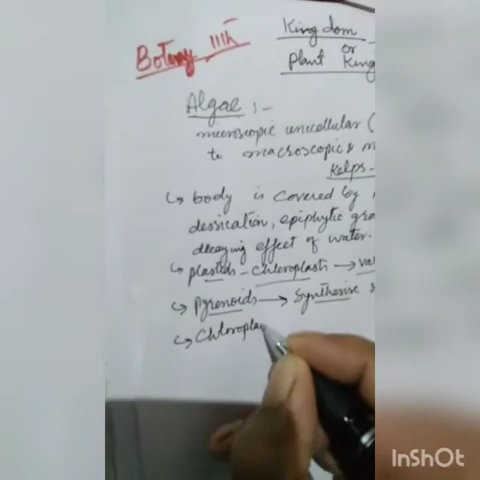 Botany 11th
Kingdom -
or
plant King
Algae :-
microscopic unicellular (
to macroscopic & m
Kelps -
↳ body is covered by
dessication, epiphytic gro
decaying effect of water.
↳ plastids - chloroplasts → va
↳ pyrenoids → synthesise s
↳ Chloropla
InShOt